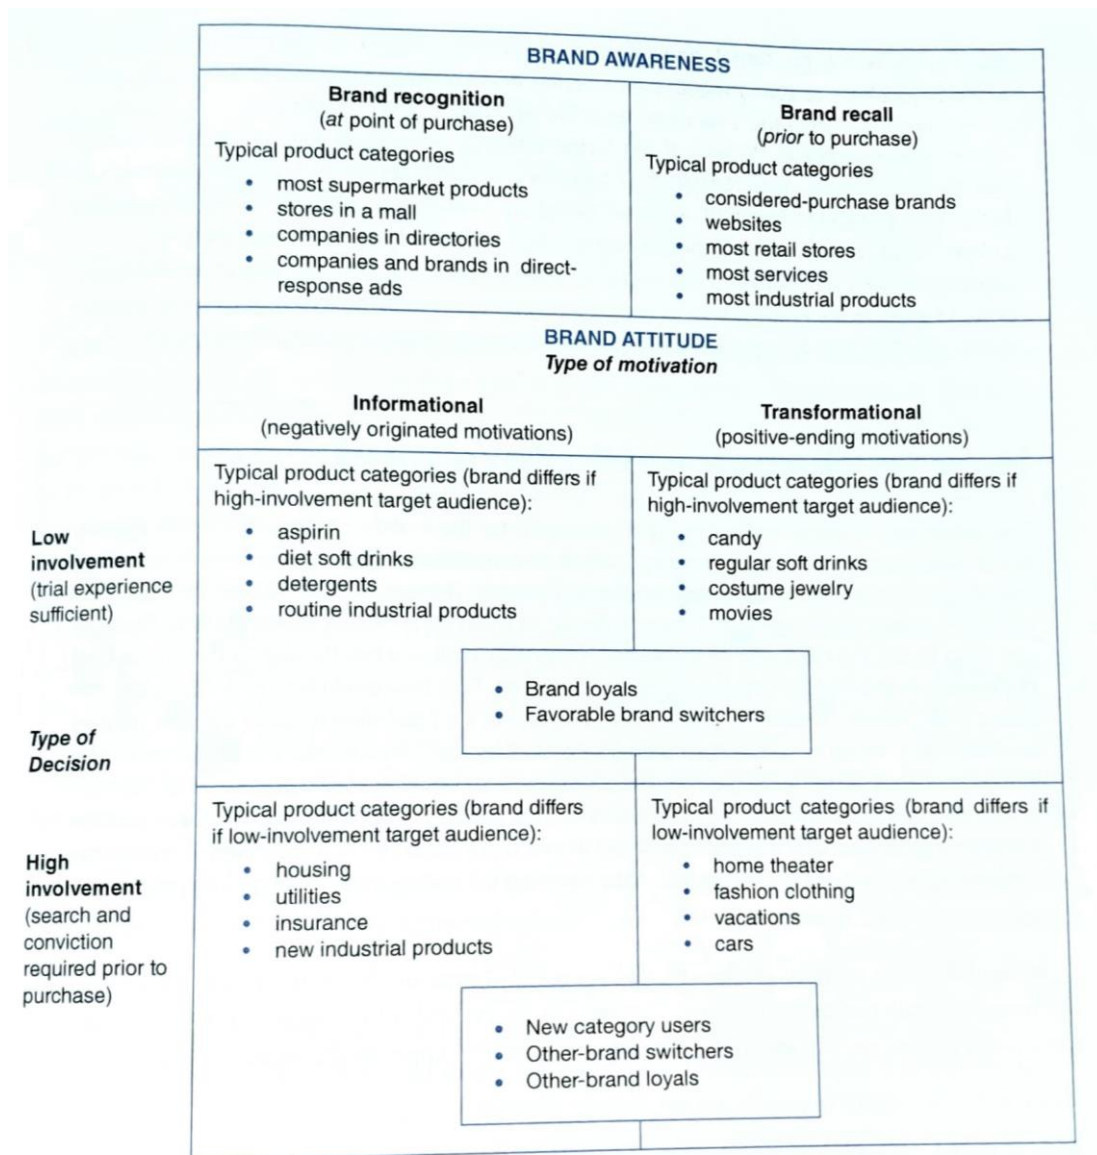 BRAND AWARENESS
Brand recognition
(at point of purchase)
Typical product categories
• most supermarket products
• stores in a mall
• companies in directories
• companies and brands in direct-
response ads
Brand recall
(prior to purchase)
Typical product categories
• considered-purchase brands
• websites
• most retail stores
• most services
• most industrial products
BRAND ATTITUDE
Type of motivation
Informational
(negatively originated motivations)
Transformational
(positive-ending motivations)
Low
involvement
(trial experience
sufficient)
Typical product categories (brand differs if
high-involvement target audience):
• aspirin
• diet soft drinks
• detergents
• routine industrial products
Typical product categories (brand differs if
high-involvement target audience):
• candy
• regular soft drinks
• costume jewelry
• movies
• Brand loyals
• Favorable brand switchers
Type of
Decision
High
involvement
(search and
conviction
required prior to
purchase)
Typical product categories (brand differs
if low-involvement target audience):
• housing
• utilities
• insurance
• new industrial products
Typical product categories (brand differs if
low-involvement target audience):
• home theater
• fashion clothing
• vacations
• cars
• New category users
• Other-brand switchers
• Other-brand loyals